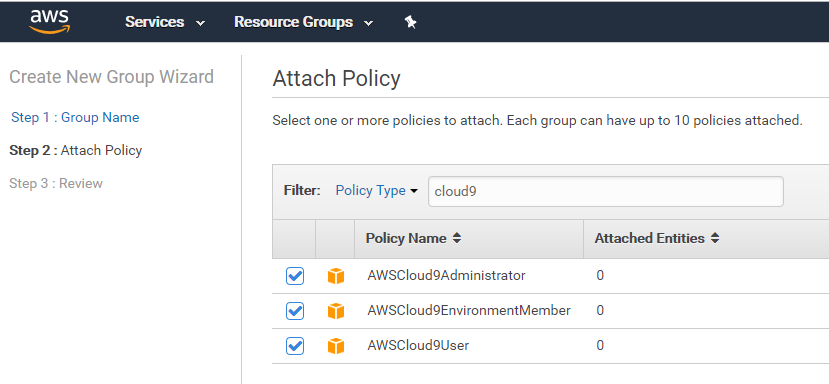 aws Services Resource Groups
Create New Group Wizard
Step 1 : Group Name
Step 2 : Attach Policy
Step 3 : Review
Attach Policy
Select one or more policies to attach. Each group can have up to 10 policies attached.
Filter: Policy Type cloud9
Policy Name Attached Entities
AWSCloud9Administrator 0
AWSCloud9EnvironmentMember 0
AWSCloud9User 0